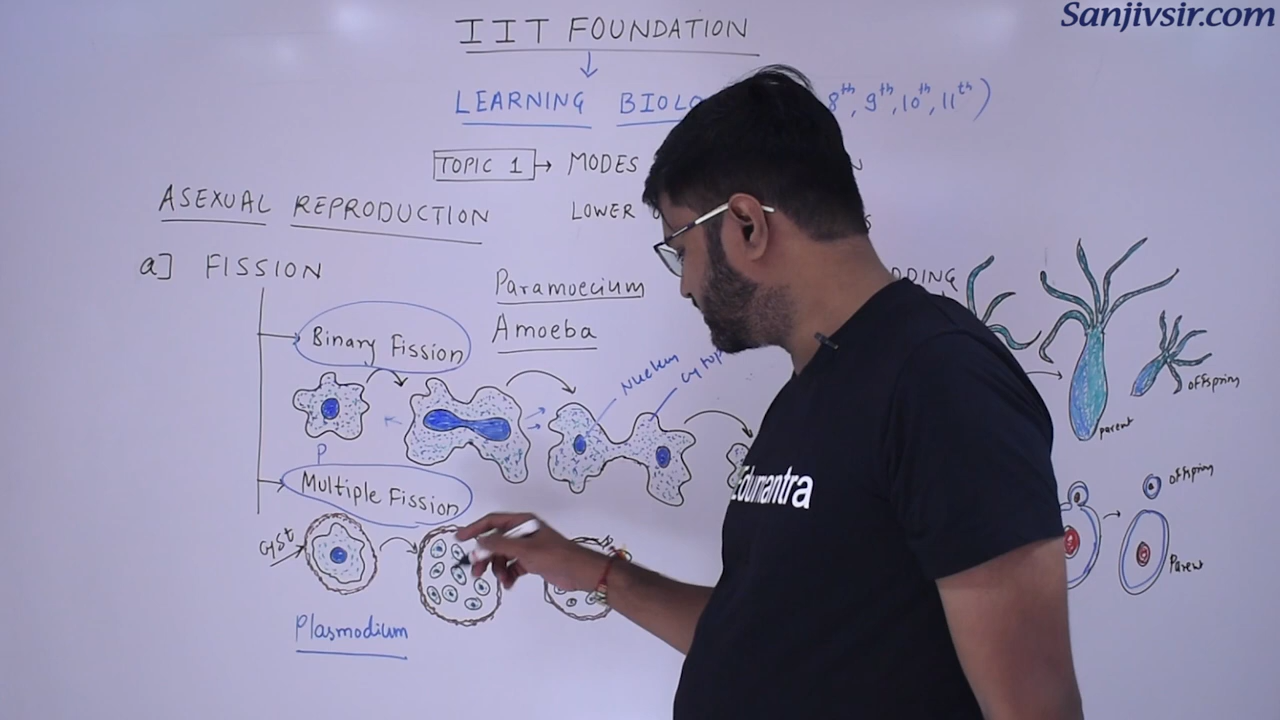 Sanjivsir.com
IIT FOUNDATION
LEARNING BIOLO 8th, 9th, 10th, 11th)
TOPIC 1 → MODES
ASEXUAL REPRODUCTION
LOWER
a] FISSION
Paramoecium
Amoeba
Binary Fission
Nucleus
P
Multiple Fission
cyst
Plasmodium
DDING
offspring
parent
offspring
Parent
Edumantra